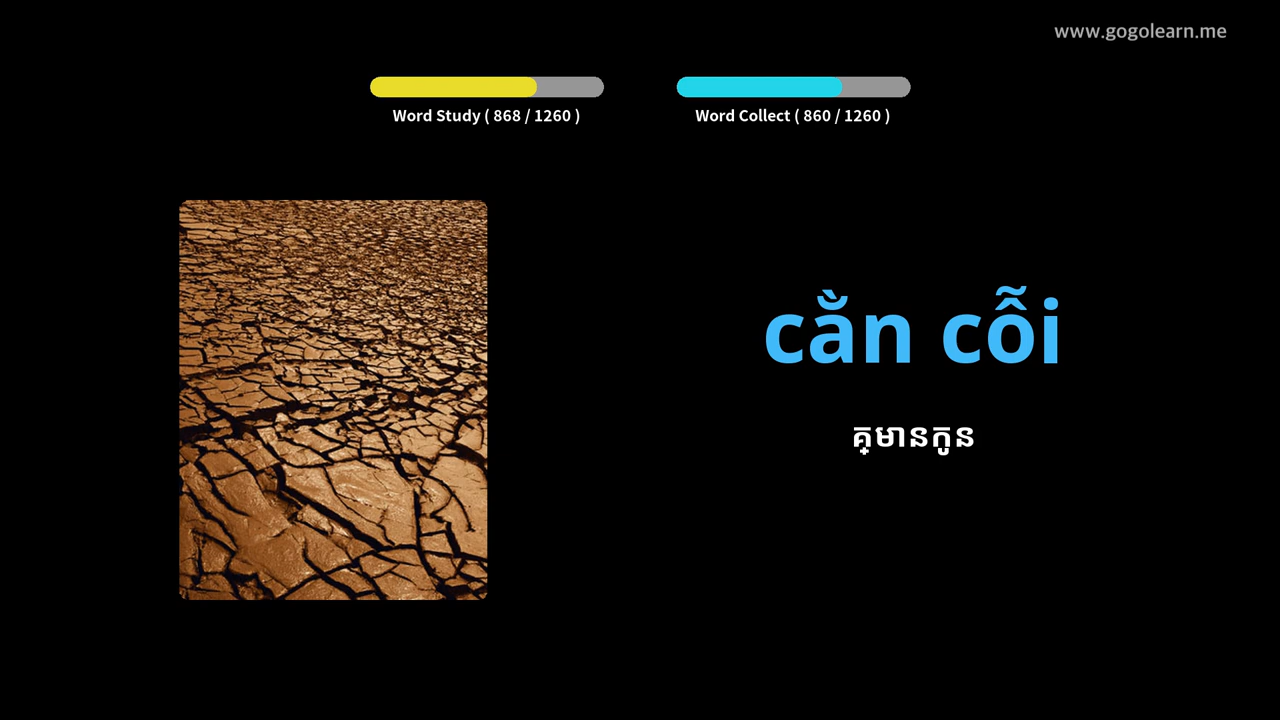 www.gogolearn.me
Word Study ( 868 / 1260 )
Word Collect ( 860 / 1260 )
cằn cỗi
គ្មានកូន